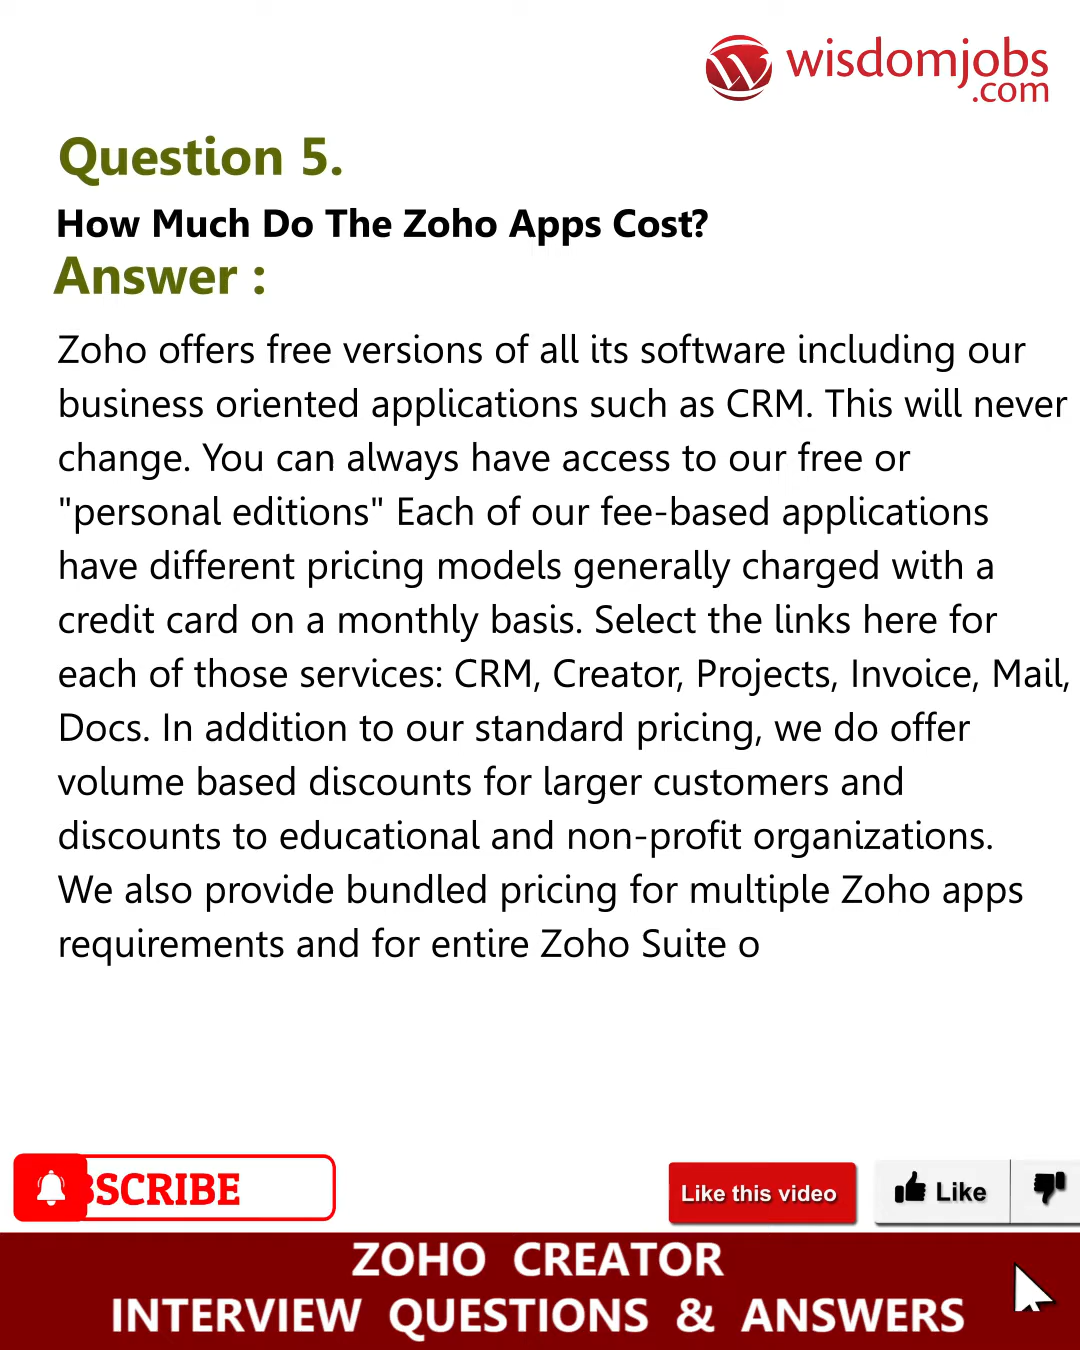 wisdomjobs
.com
Question 5.
How Much Do The Zoho Apps Cost?
Answer :
Zoho offers free versions of all its software including our
business oriented applications such as CRM. This will never
change. You can always have access to our free or
"personal editions" Each of our fee-based applications
have different pricing models generally charged with a
credit card on a monthly basis. Select the links here for
each of those services: CRM, Creator, Projects, Invoice, Mail,
Docs. In addition to our standard pricing, we do offer
volume based discounts for larger customers and
discounts to educational and non-profit organizations.
We also provide bundled pricing for multiple Zoho apps
requirements and for entire Zoho Suite o
BSCRIBE
Like this video
Like
ZOHO CREATOR
INTERVIEW QUESTIONS & ANSWERS